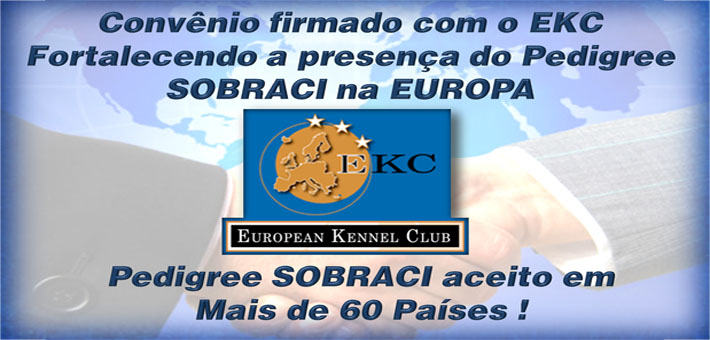 Convênio firmado com o EKC
Fortalecendo a presença do Pedigree
SOBRACI na EUROPA
EKC
EUROPEAN KENNEL CLUB
Pedigree SOBRACI aceito em
Mais de 60 Países !